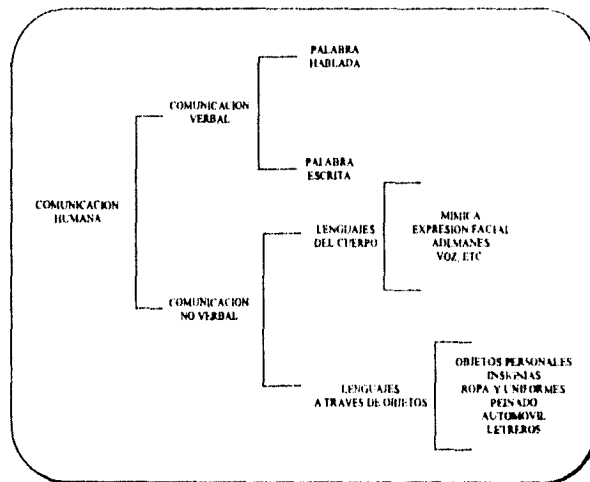 PALABRA
HABLADA
COMUNICACION
VERBAL
PALABRA
ESCRITA
COMUNICACION
HUMANA
LENGUAJES
DEL CUERPO
MIMICA
EXPRESION FACIAL
ADEMANES
VOZ, ETC
COMUNICACION
NO VERBAL
LENGUAJES
A TRAVES DE OBJETOS
OBJETOS PERSONALES
INSIGNIAS
ROPA Y UNIFORMES
PEINADO
AUTOMOVIL
LETREROS